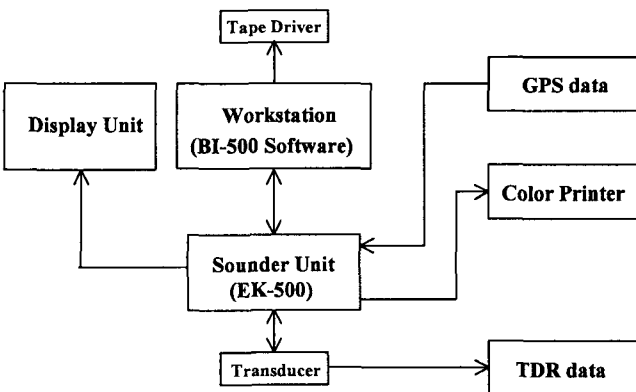 Tape Driver
Display Unit
Workstation
(BI-500 Software)
GPS data
Color Printer
Sounder Unit
(EK-500)
Transducer
TDR data